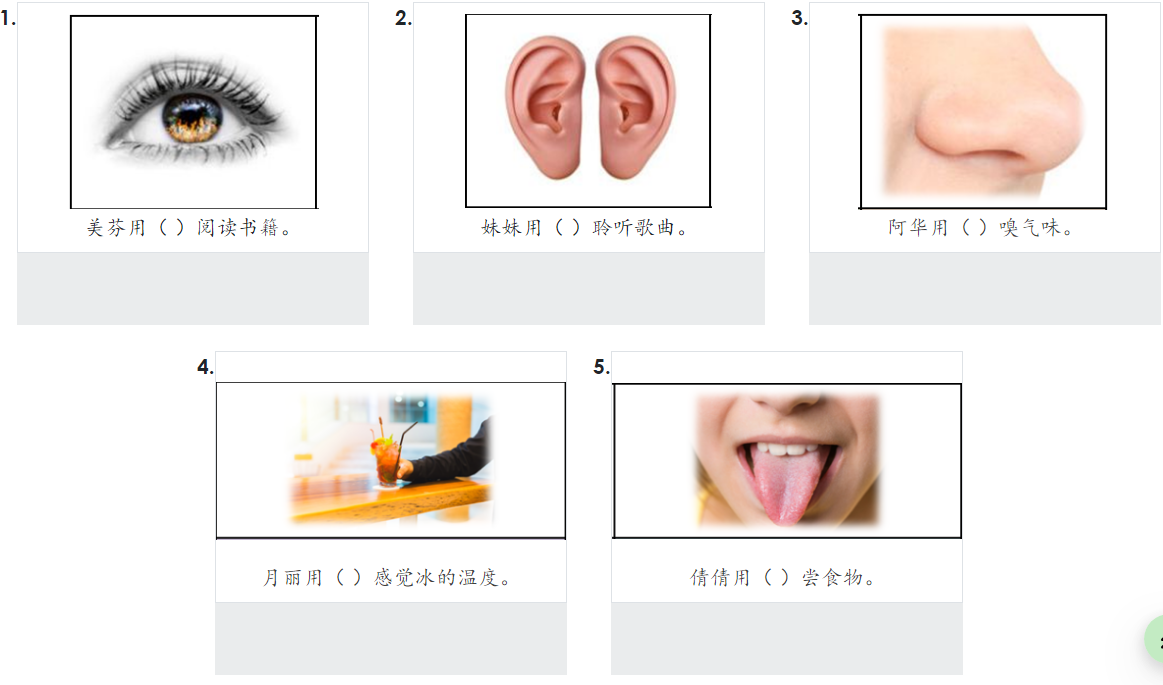 1.
美芬用（ ）阅读书籍。
2.
妹妹用（ ）聆听歌曲。
3.
阿华用（ ）嗅气味。
4.
月丽用（ ）感觉冰的温度。
5.
倩倩用（ ）尝食物。